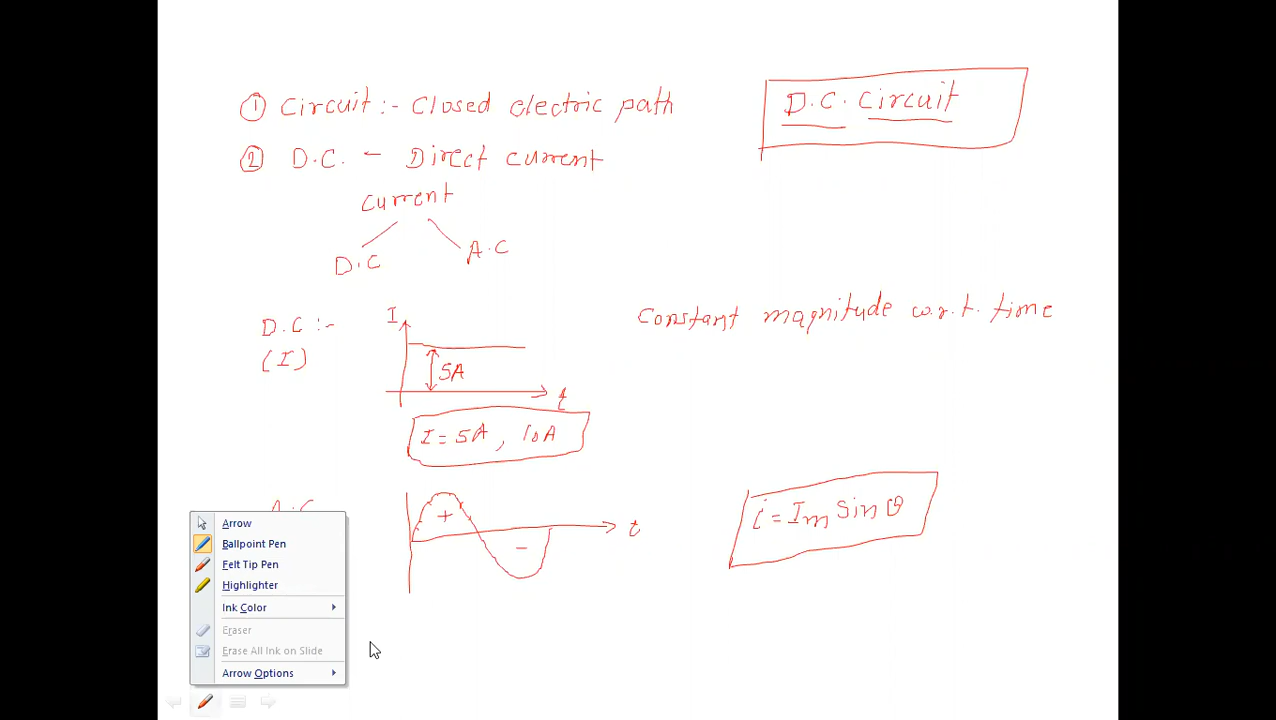 ① Circuit :- Closed electric path
D.C. Circuit
② D.C. - Direct current
Current
D.C
A.C
D.C :-
(I)
I
5A
t
Constant magnitude w.r.t. time
I = 5A, 10A
A.C
+
-
t
i = Im Sin θ
Arrow
Ballpoint Pen
Felt Tip Pen
Highlighter
Ink Color
Eraser
Erase All Ink on Slide
Arrow Options